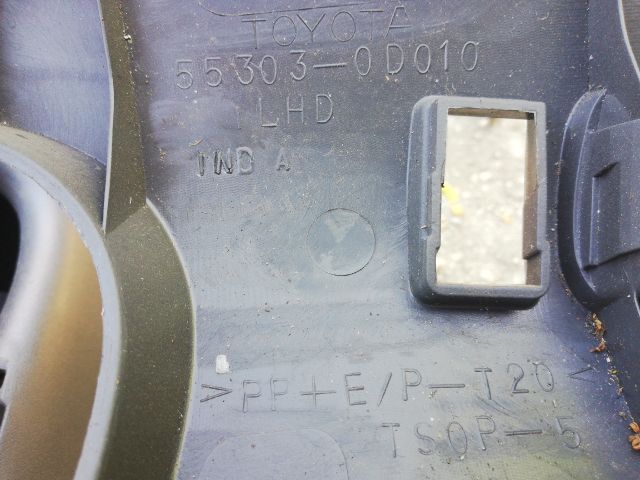 TOYOTA
55303-0D010
LHD
IND A
>PP+E/P-T20<
TSOP-5